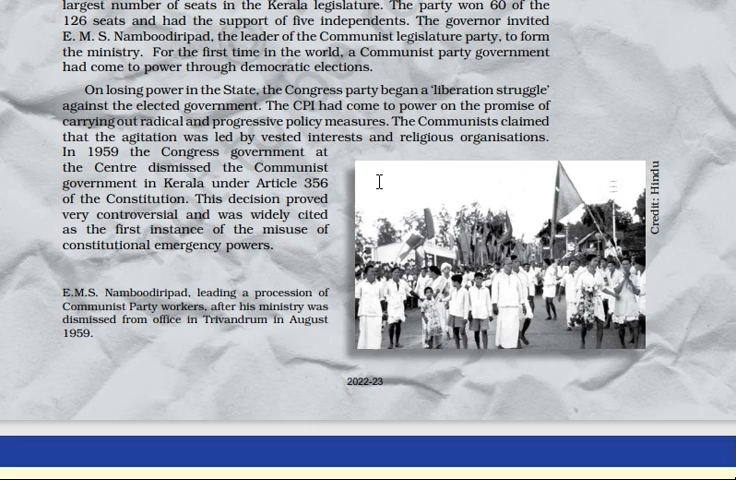 largest number of seats in the Kerala legislature. The party won 60 of the
126 seats and had the support of five independents. The governor invited
E. M. S. Namboodiripad, the leader of the Communist legislature party, to form
the ministry. For the first time in the world, a Communist party government
had come to power through democratic elections.
On losing power in the State, the Congress party began a 'liberation struggle'
against the elected government. The CPI had come to power on the promise of
carrying out radical and progressive policy measures. The Communists claimed
that the agitation was led by vested interests and religious organisations.
In 1959 the Congress government at
the Centre dismissed the Communist
government in Kerala under Article 356
of the Constitution. This decision proved
very controversial and was widely cited
as the first instance of the misuse of
constitutional emergency powers.
Credit: Hindu
E.M.S. Namboodiripad, leading a procession of
Communist Party workers, after his ministry was
dismissed from office in Trivandrum in August
1959.
2022-23